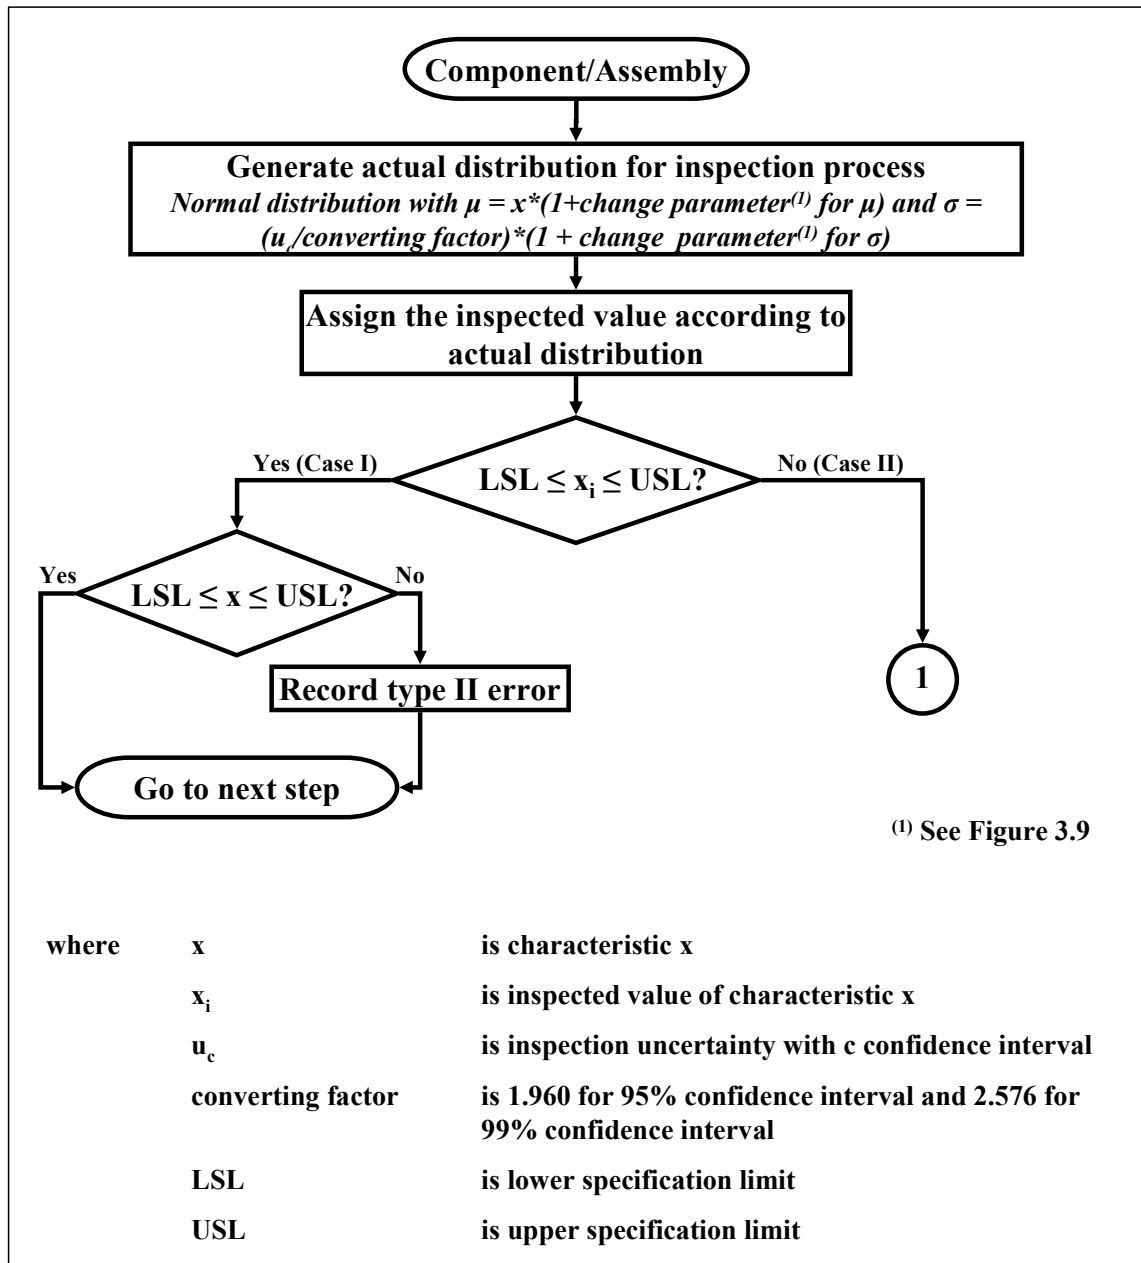 Component/Assembly
Generate actual distribution for inspection process
Normal distribution with μ = x*(1+change parameter⁽¹⁾ for μ) and σ =
(u_c/converting factor)*(1 + change parameter⁽¹⁾ for σ)
Assign the inspected value according to
actual distribution
Yes (Case I)
LSL ≤ x_i ≤ USL?
No (Case II)
Yes
LSL ≤ x ≤ USL?
No
Record type II error
1
Go to next step
⁽¹⁾ See Figure 3.9
where x is characteristic x
x_i is inspected value of characteristic x
u_c is inspection uncertainty with c confidence interval
converting factor is 1.960 for 95% confidence interval and 2.576 for
99% confidence interval
LSL is lower specification limit
USL is upper specification limit